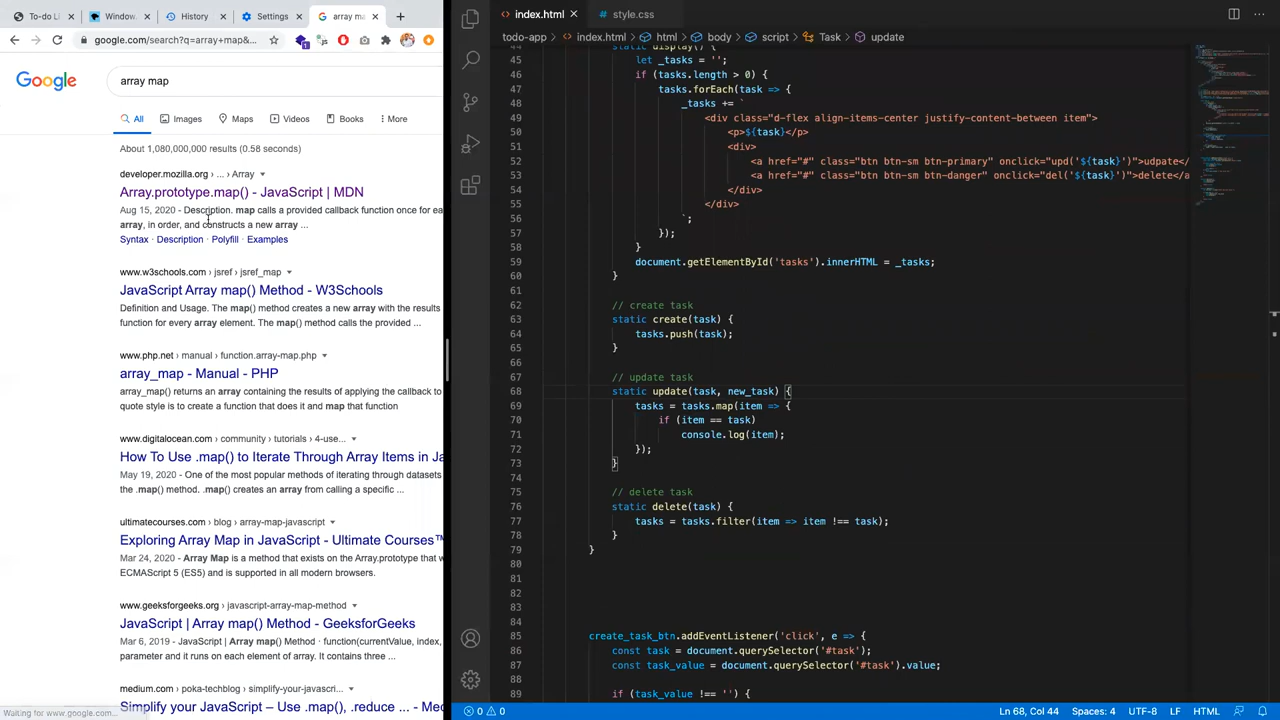 To-do Li
Window.
History
Settings
array m
google.com/search?q=array+map&...
Google
array map
All
Images
Maps
Videos
Books
More
About 1,080,000,000 results (0.58 seconds)
developer.mozilla.org › ... › Array
Array.prototype.map() - JavaScript | MDN
Aug 15, 2020 - Description. map calls a provided callback function once for ea
array, in order, and constructs a new array ...
Syntax · Description · Polyfill · Examples
www.w3schools.com › jsref › jsref_map
JavaScript Array map() Method - W3Schools
Definition and Usage. The map() method creates a new array with the results
function for every array element. The map() method calls the provided ...
www.php.net › manual › function.array-map.php
array_map - Manual - PHP
array_map() returns an array containing the results of applying the callback to
quote style is to create a function that does it and map that function
www.digitalocean.com › community › tutorials › 4-use...
How To Use .map() to Iterate Through Array Items in Ja
May 19, 2020 - One of the most popular methods of iterating through datasets
the .map() method. .map() creates an array from calling a specific ...
ultimatecourses.com › blog › array-map-javascript
Exploring Array Map in JavaScript - Ultimate Courses™
Mar 24, 2020 - Array Map is a method that exists on the Array.prototype that w
ECMAScript 5 (ES5) and is supported in all modern browsers.
www.geeksforgeeks.org › javascript-array-map-method
JavaScript | Array map() Method - GeeksforGeeks
Mar 6, 2019 - JavaScript | Array map() Method · function(currentValue, index,
parameter and it runs on each element of array. It contains three ...
medium.com › poka-techblog › simplify-your-javascri...
Simplify your JavaScript – Use .map(), .reduce ... - Med
Waiting for www.google.com...
index.html
style.css
todo-app › index.html › html › body › script › Task › update
44 static display() {
45 let _tasks = '';
46 if (tasks.length > 0) {
47 tasks.forEach(task => {
48 _tasks += `
49 <div class="d-flex align-items-center justify-content-between item">
50 <p>${task}</p>
51 <div>
52 <a href="#" class="btn btn-sm btn-primary" onclick="upd('${task}')">udpate</
53 <a href="#" class="btn btn-sm btn-danger" onclick="del('${task}')">delete</a
54 </div>
55 </div>
56 `;
57 });
58 }
59 document.getElementById('tasks').innerHTML = _tasks;
60 }
61
62 // create task
63 static create(task) {
64 tasks.push(task);
65 }
66
67 // update task
68 static update(task, new_task) {
69 tasks = tasks.map(item => {
70 if (item == task)
71 console.log(item);
72 });
73 }
74
75 // delete task
76 static delete(task) {
77 tasks = tasks.filter(item => item !== task);
78 }
79 }
80
81
82
83
84
85 create_task_btn.addEventListener('click', e => {
86 const task = document.querySelector('#task');
87 const task_value = document.querySelector('#task').value;
88
89 if (task_value !== '') {
0 0
Ln 68, Col 44
Spaces: 4
UTF-8
LF
HTML